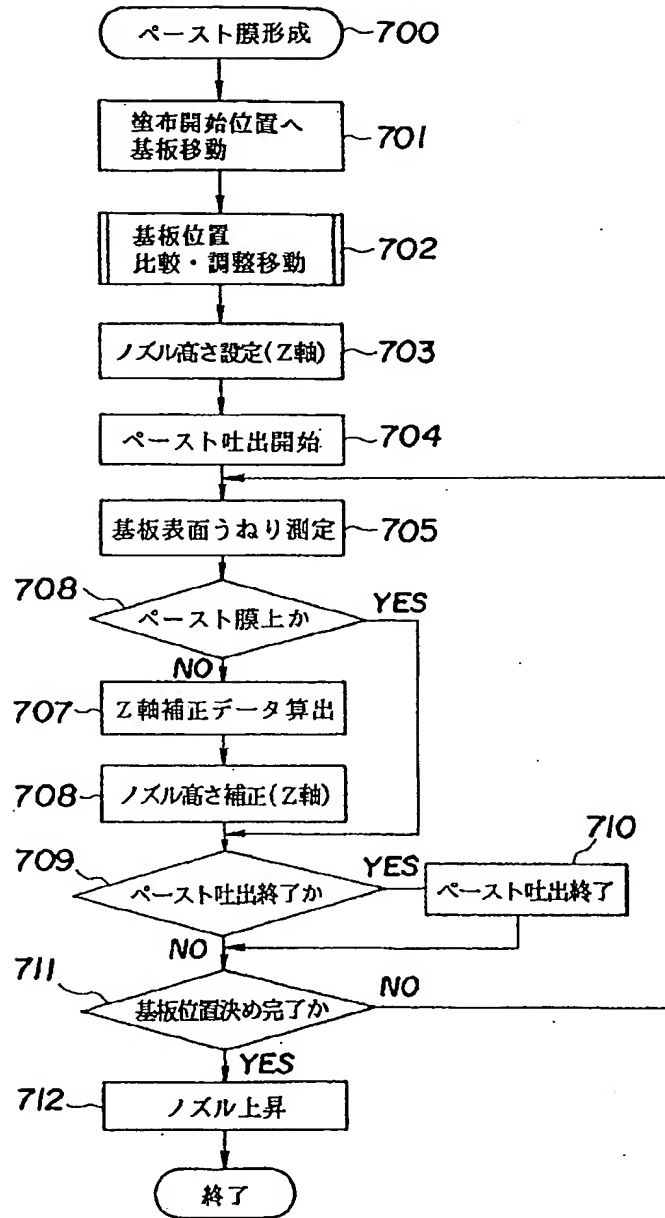 ペースト膜形成
700
塗布開始位置へ
基板移動
701
基板位置
比較・調整移動
702
ノズル高さ設定(Z軸)
703
ペースト吐出開始
704
基板表面うねり測定
705
708
ペースト膜上か
YES
NO
707
Z軸補正データ算出
708
ノズル高さ補正(Z軸)
709
ペースト吐出終了か
YES
710
ペースト吐出終了
NO
711
基板位置決め完了か
NO
YES
712
ノズル上昇
終了